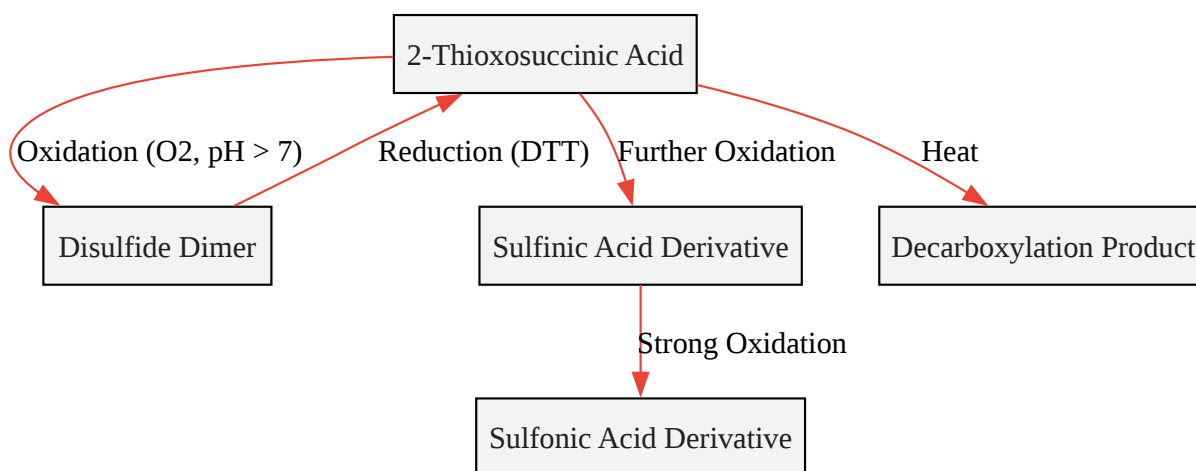 2-Thioxosuccinic Acid
Oxidation (O2, pH > 7)
Reduction (DTT)
Further Oxidation
Heat
Disulfide Dimer
Sulfinic Acid Derivative
Decarboxylation Product
Strong Oxidation
Sulfonic Acid Derivative